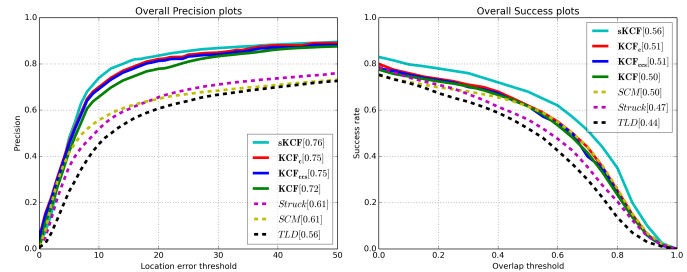 Overall Precision plots
1.0
0.8
0.6
0.4
0.2
0.0
0 10 20 30 40 50
Precision
Location error threshold
sKCF[0.76]
KCFc[0.75]
KCFccs[0.75]
KCF[0.72]
Struck[0.61]
SCM[0.61]
TLD[0.56]
Overall Success plots
1.0
0.8
0.6
0.4
0.2
0.0
0.0 0.2 0.4 0.6 0.8 1.0
Success rate
Overlap threshold
sKCF[0.56]
KCFc[0.51]
KCFccs[0.51]
KCF[0.50]
SCM[0.50]
Struck[0.47]
TLD[0.44]